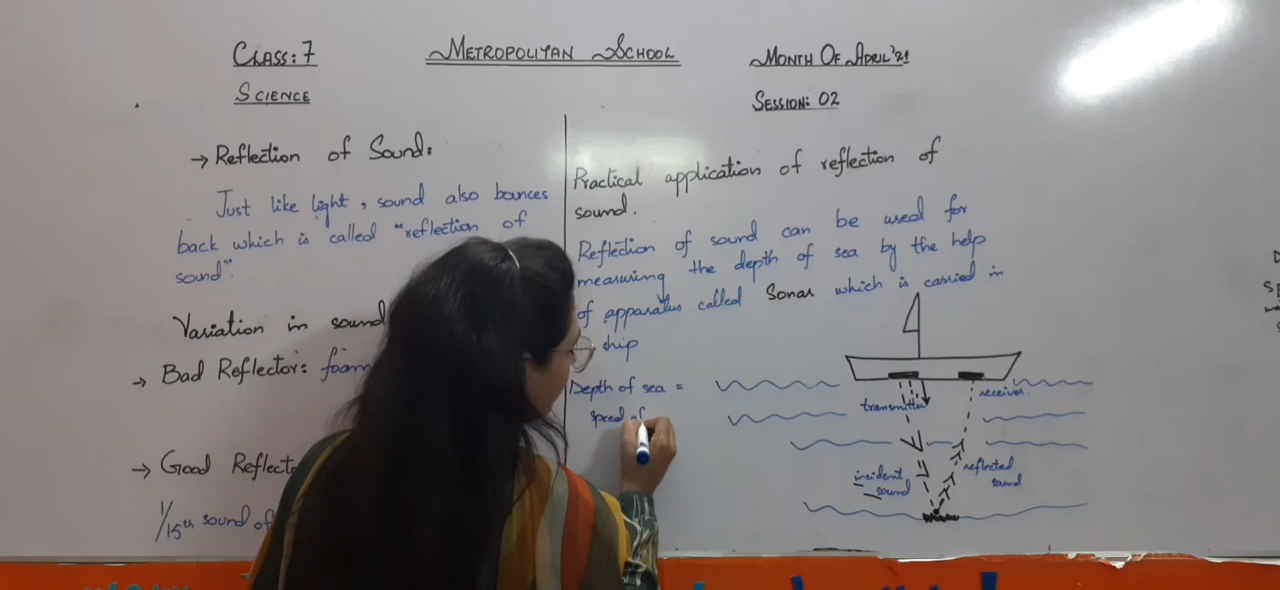 CLASS: 7
METROPOLITAN SCHOOL
MONTH OF APRIL'21
SCIENCE
SESSION: 02
→ Reflection of Sound:
Just like light, sound also bounces
back which is called "reflection of
sound".
Variation in sound
→ Bad Reflector: foam
→ Good Reflecto
1/15th sound of
Practical application of reflection of
sound.
Reflection of sound can be used for
measuring the depth of sea by the help
of apparatus called Sonar which is carried in
ship
Depth of sea =
speed of
transmitter
receiver.
incident
sound
reflected
sound